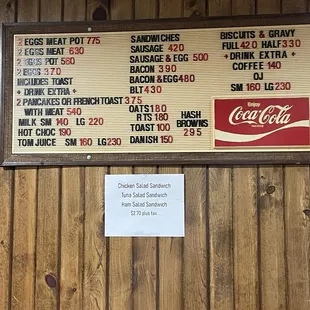 2 EGGS MEAT POT 775
2 EGGS MEAT 630
2 EGGS POT 580
2 EGGS 370
INCLUDES TOAST
+ DRINK EXTRA +
2 PANCAKES OR FRENCH TOAST 375
WITH MEAT 540
MILK SM 140 LG 220
HOT CHOC 190
TOM JUICE SM 160 LG 230
SANDWICHES
SAUSAGE 420
SAUSAGE & EGG 500
BACON 390
BACON & EGG 480
BLT 430
OATS 180
RTS 180
TOAST 100
DANISH 150
HASH
BROWNS
295
BISCUITS & GRAVY
FULL 420 HALF 330
+ DRINK EXTRA +
COFFEE 140
OJ
SM 160 LG 230
Enjoy
Coca-Cola
Chicken Salad Sandwich
Tuna Salad Sandwich
Ham Salad Sandwich
$2.70 plus tax